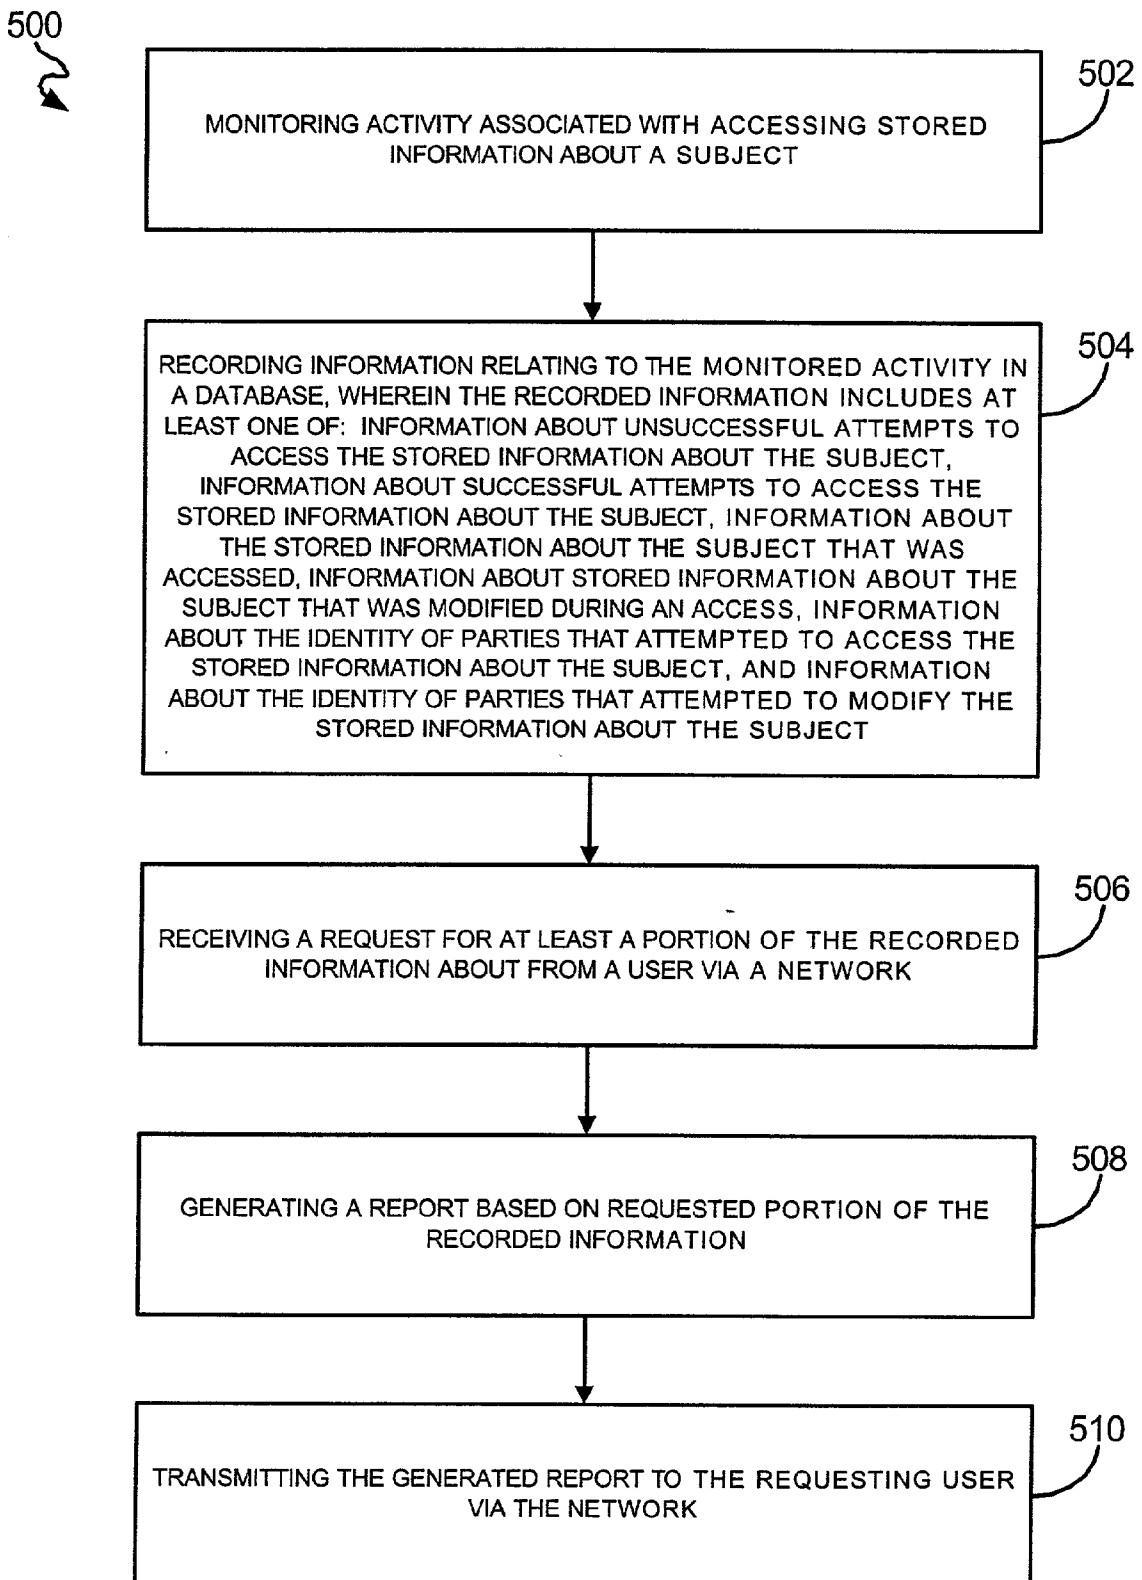 500
502
MONITORING ACTIVITY ASSOCIATED WITH ACCESSING STORED
INFORMATION ABOUT A SUBJECT
504
RECORDING INFORMATION RELATING TO THE MONITORED ACTIVITY IN
A DATABASE, WHEREIN THE RECORDED INFORMATION INCLUDES AT
LEAST ONE OF: INFORMATION ABOUT UNSUCCESSFUL ATTEMPTS TO
ACCESS THE STORED INFORMATION ABOUT THE SUBJECT,
INFORMATION ABOUT SUCCESSFUL ATTEMPTS TO ACCESS THE
STORED INFORMATION ABOUT THE SUBJECT, INFORMATION ABOUT
THE STORED INFORMATION ABOUT THE SUBJECT THAT WAS
ACCESSED, INFORMATION ABOUT STORED INFORMATION ABOUT THE
SUBJECT THAT WAS MODIFIED DURING AN ACCESS, INFORMATION
ABOUT THE IDENTITY OF PARTIES THAT ATTEMPTED TO ACCESS THE
STORED INFORMATION ABOUT THE SUBJECT, AND INFORMATION
ABOUT THE IDENTITY OF PARTIES THAT ATTEMPTED TO MODIFY THE
STORED INFORMATION ABOUT THE SUBJECT
506
RECEIVING A REQUEST FOR AT LEAST A PORTION OF THE RECORDED
INFORMATION ABOUT FROM A USER VIA A NETWORK
508
GENERATING A REPORT BASED ON REQUESTED PORTION OF THE
RECORDED INFORMATION
510
TRANSMITTING THE GENERATED REPORT TO THE REQUESTING USER
VIA THE NETWORK